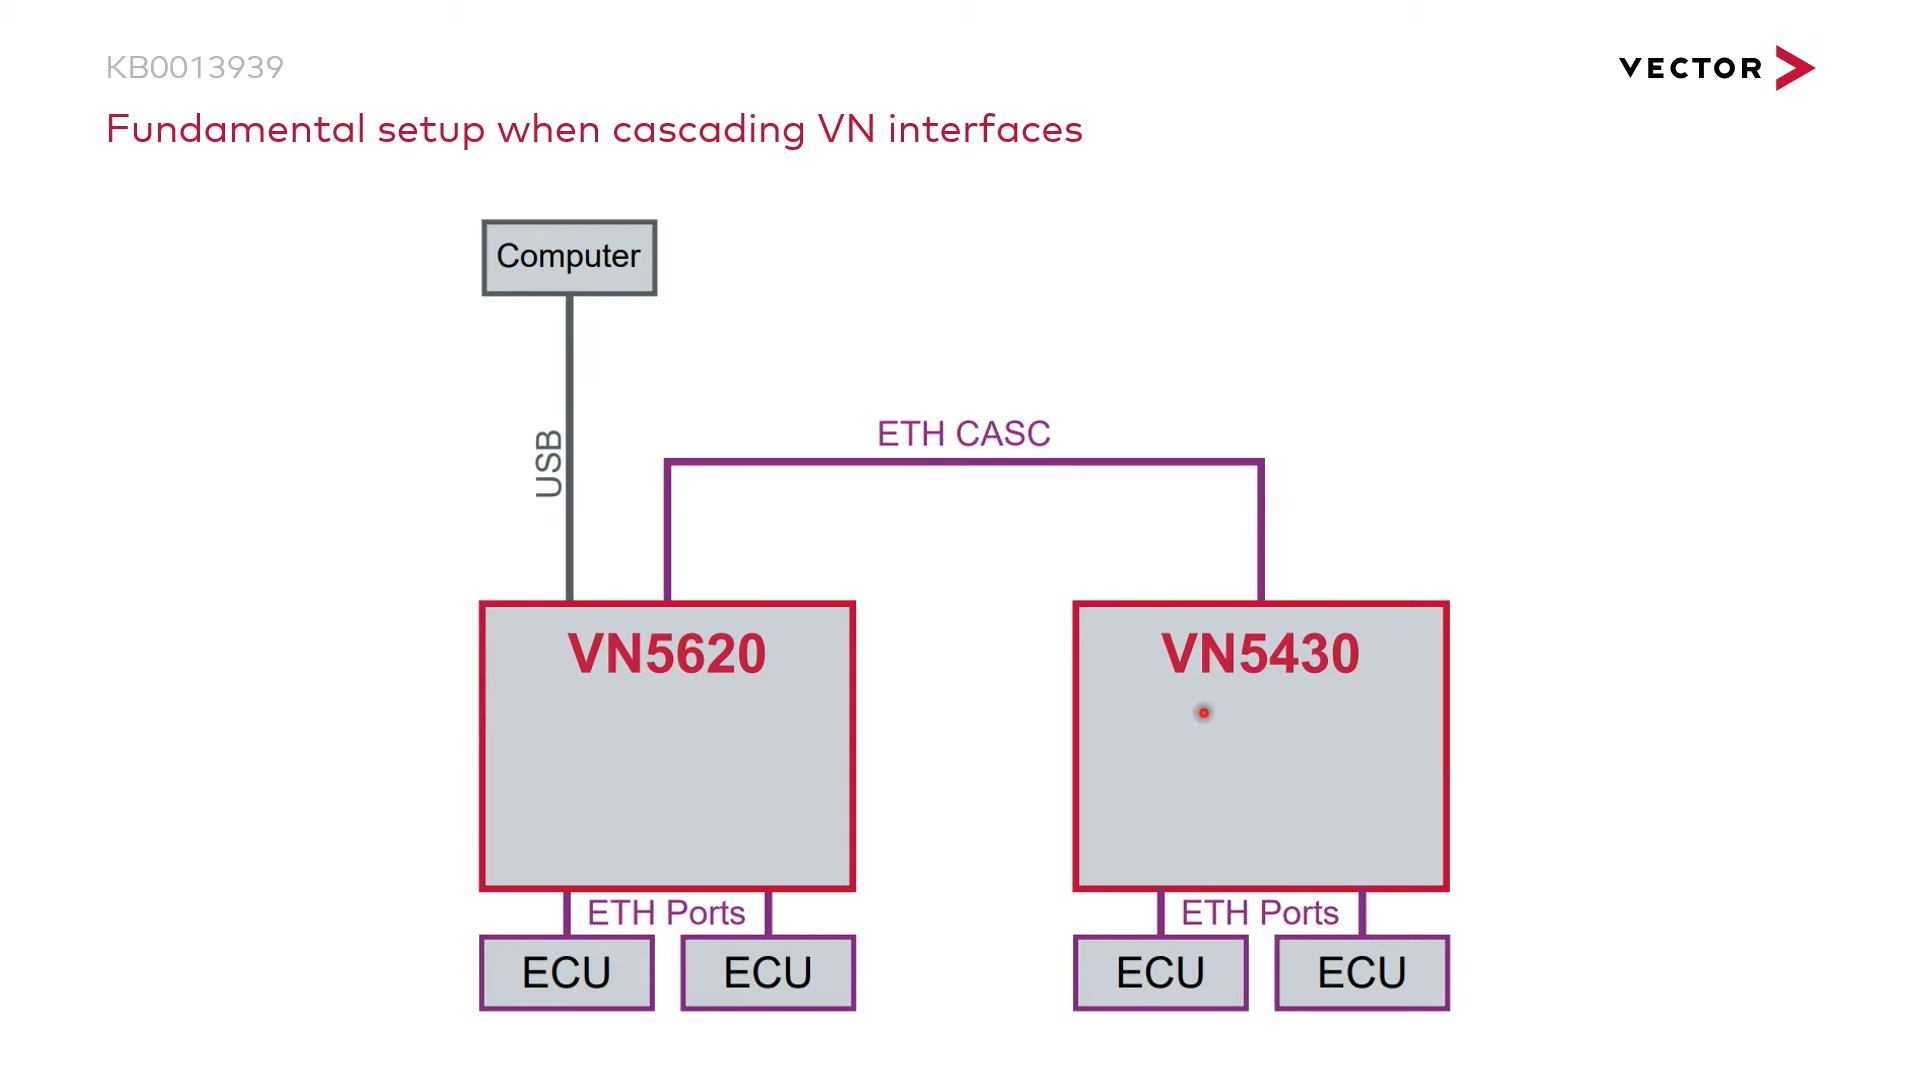 KB0013939
VECTOR
Fundamental setup when cascading VN interfaces
Computer
USB
ETH CASC
VN5620
VN5430
ETH Ports
ETH Ports
ECU
ECU
ECU
ECU